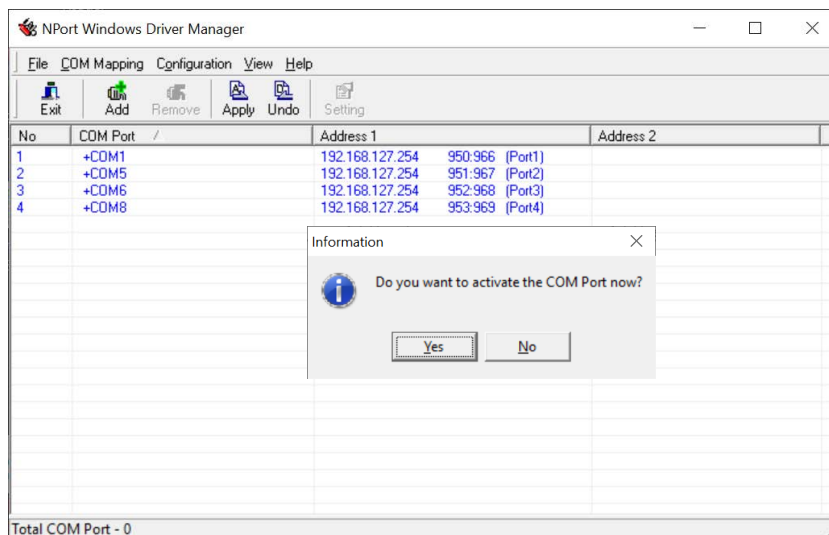 NPort Windows Driver Manager
File COM Mapping Configuration View Help
Exit Add Remove Apply Undo Setting
No COM Port / Address 1 Address 2
1 +COM1 192.168.127.254 950:966 (Port1)
2 +COM5 192.168.127.254 951:967 (Port2)
3 +COM6 192.168.127.254 952:968 (Port3)
4 +COM8 192.168.127.254 953:969 (Port4)
Information
Do you want to activate the COM Port now?
Yes No
Total COM Port - 0